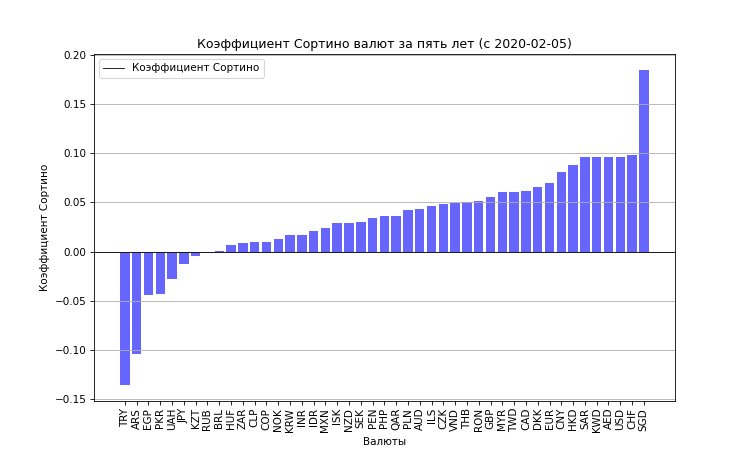 Коэффициент Сортино валют за пять лет (с 2020-02-05)
Коэффициент Сортино
0.20
0.15
0.10
0.05
0.00
−0.05
−0.10
−0.15
Коэффициент Сортино
TRY ARS EGP PKR UAH JPY KZT RUB BRL HUF ZAR CLP COP NOK KRW INR IDR MXN ISK NZD SEK PEN PHP QAR PLN AUD ILS CZK VND THB RON GBP MYR TWD CAD DKK EUR CNY HKD SAR KWD AED USD CHF SGD
Валюты